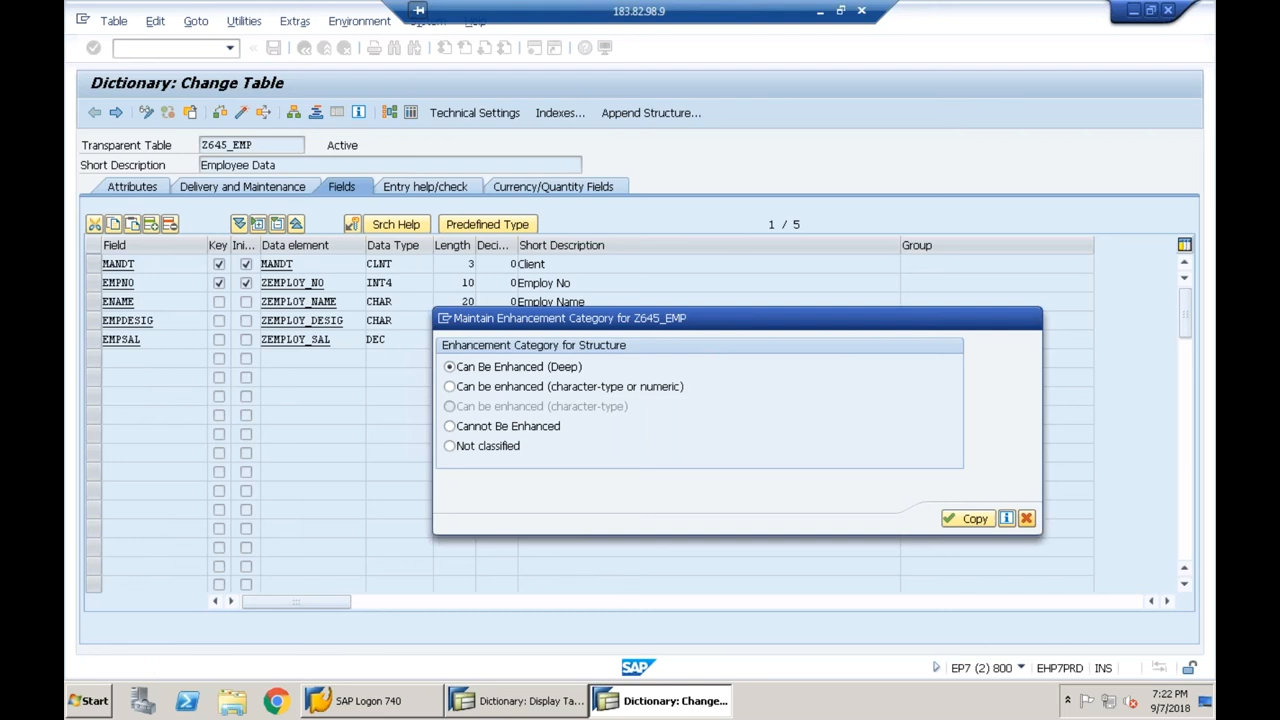 183.82.98.9
Table Edit Goto Utilities Extras Environment Help
Dictionary: Change Table
Technical Settings Indexes... Append Structure...
Transparent Table Z645_EMP Active
Short Description Employee Data
Attributes Delivery and Maintenance Fields Entry help/check Currency/Quantity Fields
Srch Help Predefined Type 1 / 5
Field Key Ini... Data element Data Type Length Deci... Short Description Group
MANDT MANDT CLNT 3 0 Client
EMPNO ZEMPLOY_NO INT4 10 0 Employ No
ENAME ZEMPLOY_NAME CHAR 20 0 Employ Name
EMPDESIG ZEMPLOY_DESIG CHAR
EMPSAL ZEMPLOY_SAL DEC
Maintain Enhancement Category for Z645_EMP
Enhancement Category for Structure
Can Be Enhanced (Deep)
Can be enhanced (character-type or numeric)
Can be enhanced (character-type)
Cannot Be Enhanced
Not classified
Copy
SAP
EP7 (2) 800 EHP7PRD INS
Start SAP Logon 740 Dictionary: Display Ta... Dictionary: Change...
7:22 PM
9/7/2018